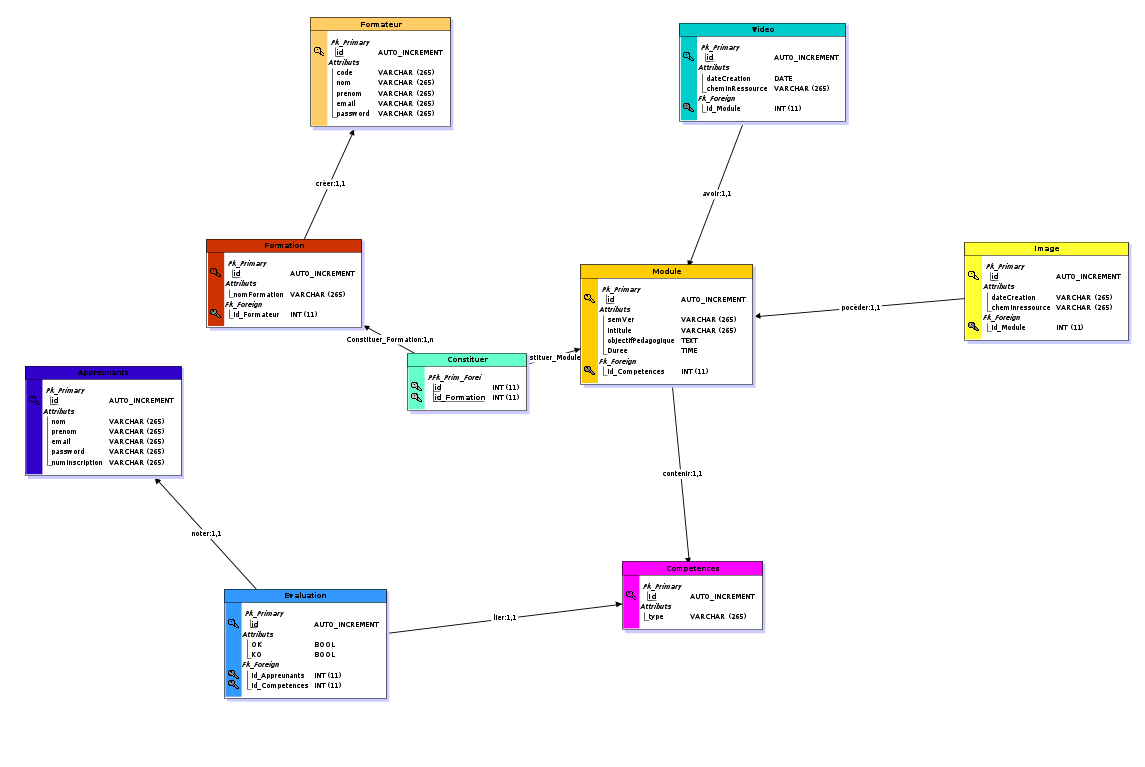 Formateur
Pk_Primary
id AUTO_INCREMENT
Attributs
code VARCHAR (265)
nom VARCHAR (265)
prenom VARCHAR (265)
email VARCHAR (265)
password VARCHAR (265)
Video
Pk_Primary
id AUTO_INCREMENT
Attributs
dateCreation DATE
cheminRessource VARCHAR (265)
Fk_Foreign
id_Module INT (11)
créer:1,1
avoir:1,1
Formation
Pk_Primary
id AUTO_INCREMENT
Attributs
nomFormation VARCHAR (265)
Fk_Foreign
id_Formateur INT (11)
Module
Pk_Primary
id AUTO_INCREMENT
Attributs
semVer VARCHAR (265)
intitule VARCHAR (265)
objectifPedagogique TEXT
Duree TIME
Fk_Foreign
id_Competences INT (11)
Image
Pk_Primary
id AUTO_INCREMENT
Attributs
dateCreation VARCHAR (265)
cheminressource VARCHAR (265)
Fk_Foreign
id_Module INT (11)
pocèder:1,1
Constituer_Formation:1,n
stituer_Module
Constituer
PFk_Prim_Forei
id INT (11)
id_Formation INT (11)
Appreunants
Pk_Primary
id AUTO_INCREMENT
Attributs
nom VARCHAR (265)
prenom VARCHAR (265)
email VARCHAR (265)
password VARCHAR (265)
numInscription VARCHAR (265)
contenir:1,1
noter:1,1
Evaluation
Pk_Primary
id AUTO_INCREMENT
Attributs
OK BOOL
KO BOOL
Fk_Foreign
id_Appreunants INT (11)
id_Competences INT (11)
lier:1,1
Competences
Pk_Primary
id AUTO_INCREMENT
Attributs
type VARCHAR (265)